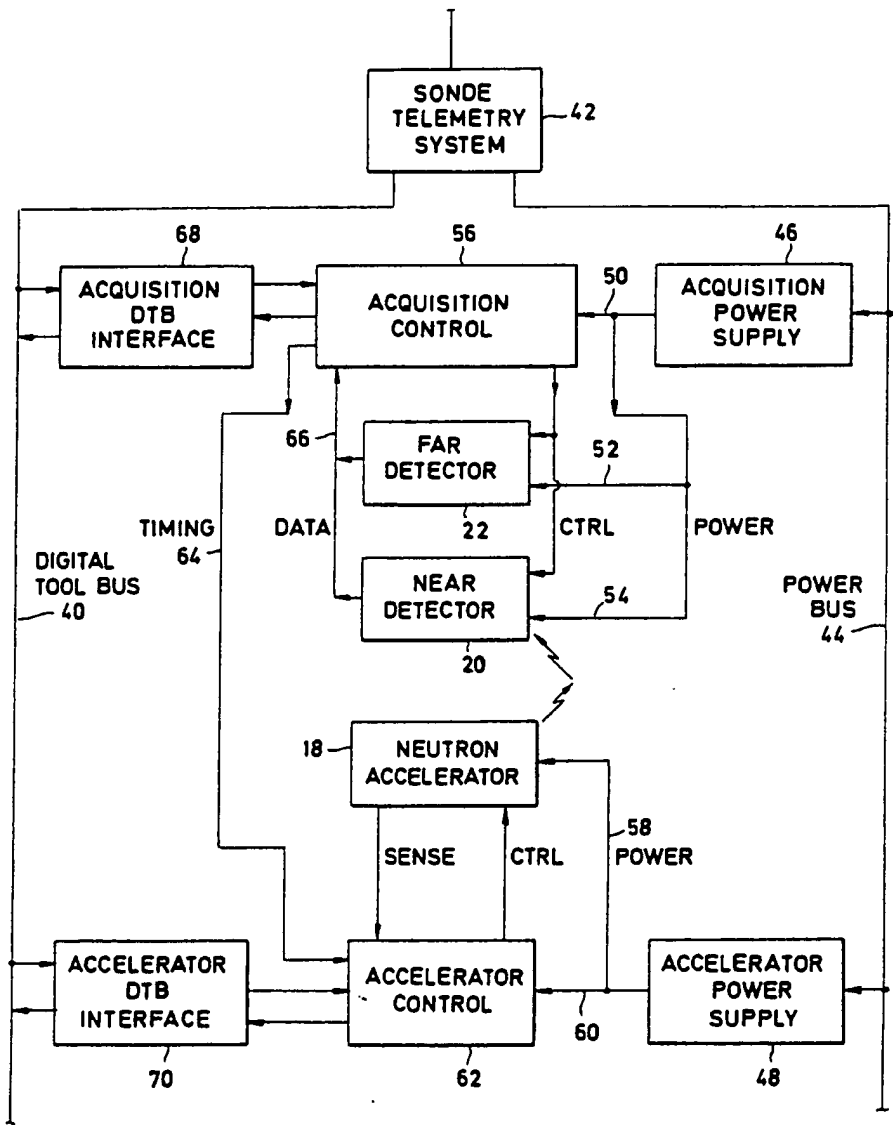 SONDE
TELEMETRY
SYSTEM
42
68
56
46
ACQUISITION
DTB
INTERFACE
ACQUISITION
CONTROL
50
ACQUISITION
POWER
SUPPLY
66
FAR
DETECTOR
52
22
TIMING
64
DATA
CTRL
POWER
DIGITAL
TOOL BUS
40
NEAR
DETECTOR
54
POWER
BUS
44
20
18
NEUTRON
ACCELERATOR
58
SENSE
CTRL
POWER
ACCELERATOR
DTB
INTERFACE
ACCELERATOR
CONTROL
60
ACCELERATOR
POWER
SUPPLY
70
62
48